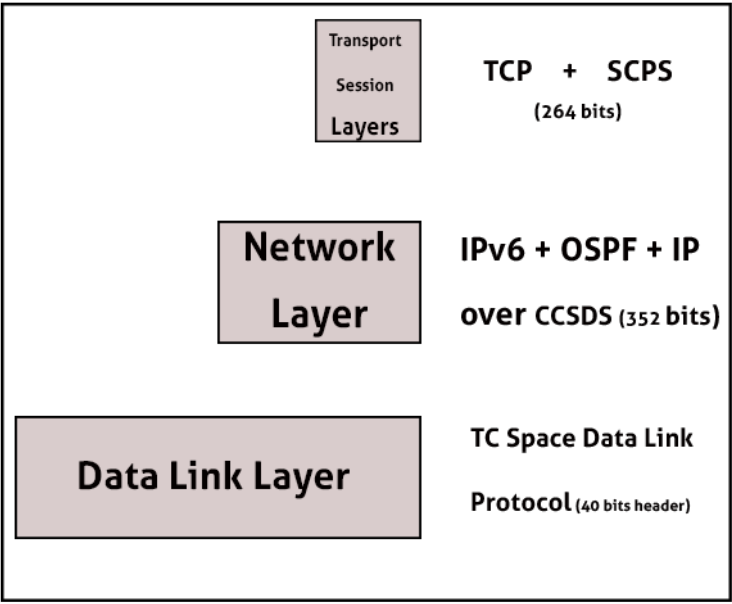 Transport
Session
Layers
TCP + SCPS
(264 bits)
Network
Layer
IPv6 + OSPF + IP
over CCSDS (352 bits)
Data Link Layer
TC Space Data Link
Protocol (40 bits header)